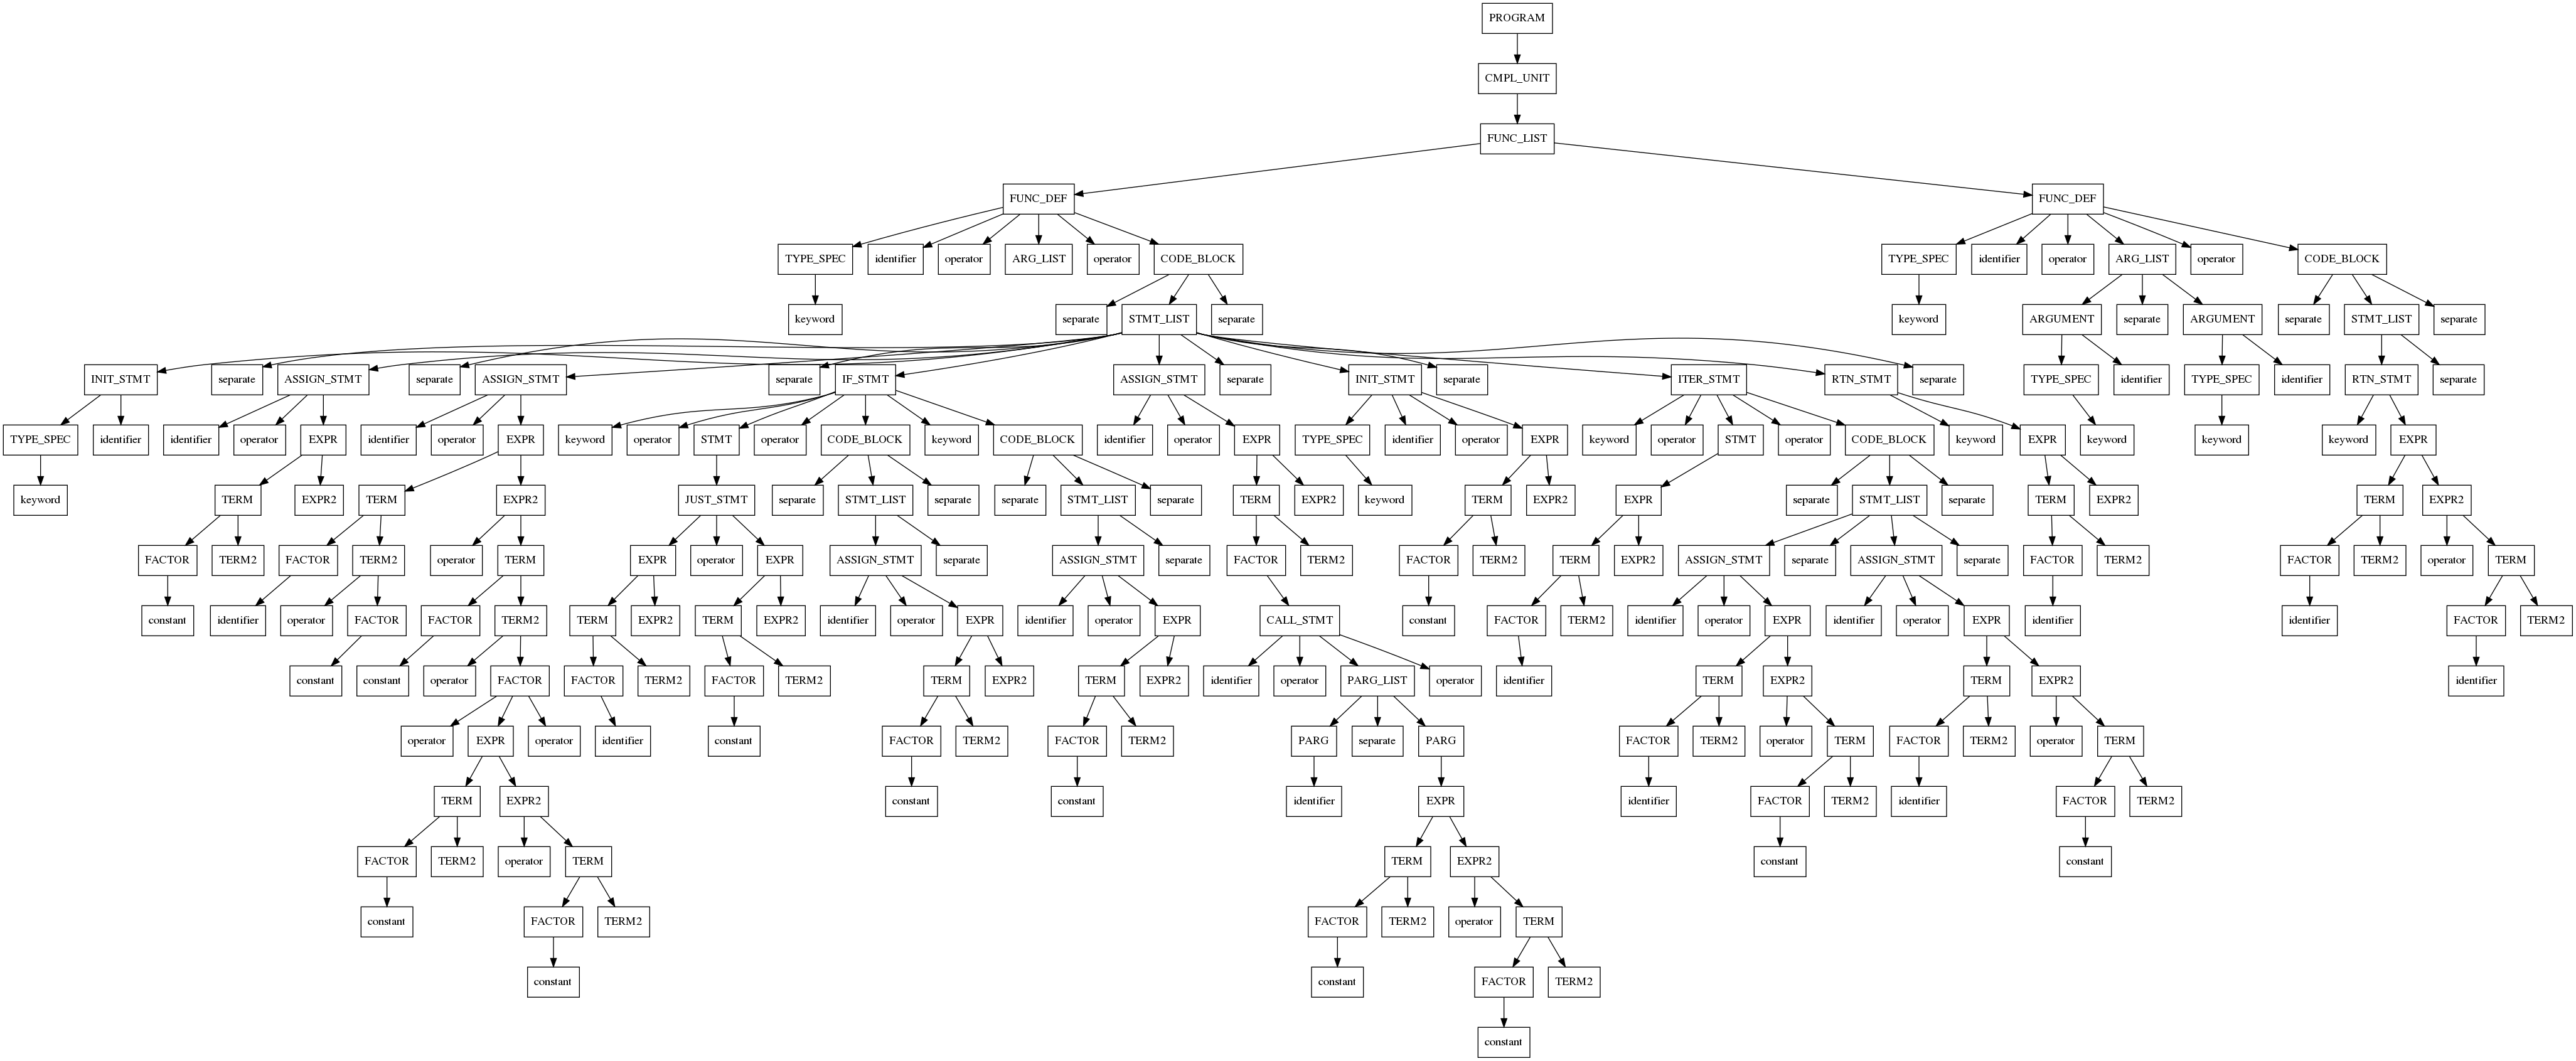 PROGRAM
CMPL_UNIT
FUNC_LIST
FUNC_DEF FUNC_DEF
TYPE_SPEC identifier operator ARG_LIST operator CODE_BLOCK TYPE_SPEC identifier operator ARG_LIST operator CODE_BLOCK
keyword separate STMT_LIST separate keyword ARGUMENT separate ARGUMENT separate STMT_LIST separate
INIT_STMT separate ASSIGN_STMT separate ASSIGN_STMT separate IF_STMT ASSIGN_STMT separate INIT_STMT separate ITER_STMT RTN_STMT separate TYPE_SPEC identifier TYPE_SPEC identifier RTN_STMT separate
TYPE_SPEC identifier identifier operator EXPR identifier operator EXPR keyword operator STMT operator CODE_BLOCK keyword CODE_BLOCK identifier operator EXPR TYPE_SPEC identifier operator EXPR keyword operator STMT operator CODE_BLOCK keyword EXPR keyword keyword keyword EXPR
keyword TERM EXPR2 TERM EXPR2 JUST_STMT separate STMT_LIST separate separate STMT_LIST separate TERM EXPR2 keyword TERM EXPR2 EXPR separate STMT_LIST separate TERM EXPR2 TERM EXPR2
FACTOR TERM2 FACTOR TERM2 operator TERM EXPR operator EXPR ASSIGN_STMT separate ASSIGN_STMT separate FACTOR TERM2 FACTOR TERM2 TERM EXPR2 ASSIGN_STMT separate ASSIGN_STMT separate FACTOR TERM2 FACTOR TERM2 operator TERM
constant identifier operator FACTOR FACTOR TERM2 TERM EXPR2 TERM EXPR2 identifier operator EXPR identifier operator EXPR CALL_STMT constant FACTOR TERM2 identifier operator EXPR identifier operator EXPR identifier identifier FACTOR TERM2
constant constant operator FACTOR FACTOR TERM2 FACTOR TERM2 TERM EXPR2 TERM EXPR2 identifier operator PARG_LIST operator identifier TERM EXPR2 TERM EXPR2 identifier
operator EXPR operator identifier constant FACTOR TERM2 FACTOR TERM2 PARG separate PARG FACTOR TERM2 operator TERM FACTOR TERM2 operator TERM
TERM EXPR2 constant constant identifier EXPR identifier FACTOR TERM2 identifier FACTOR TERM2
FACTOR TERM2 operator TERM TERM EXPR2 constant constant
constant FACTOR TERM2 FACTOR TERM2 operator TERM
constant constant FACTOR TERM2
constant